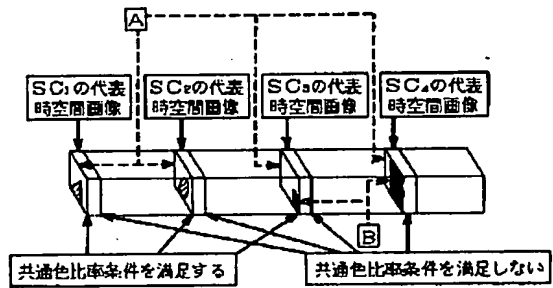 A
SC₁の代表
時空間画像
SC₂の代表
時空間画像
SC₃の代表
時空間画像
SC₄の代表
時空間画像
B
共通色比率条件を満足する
共通色比率条件を満足しない